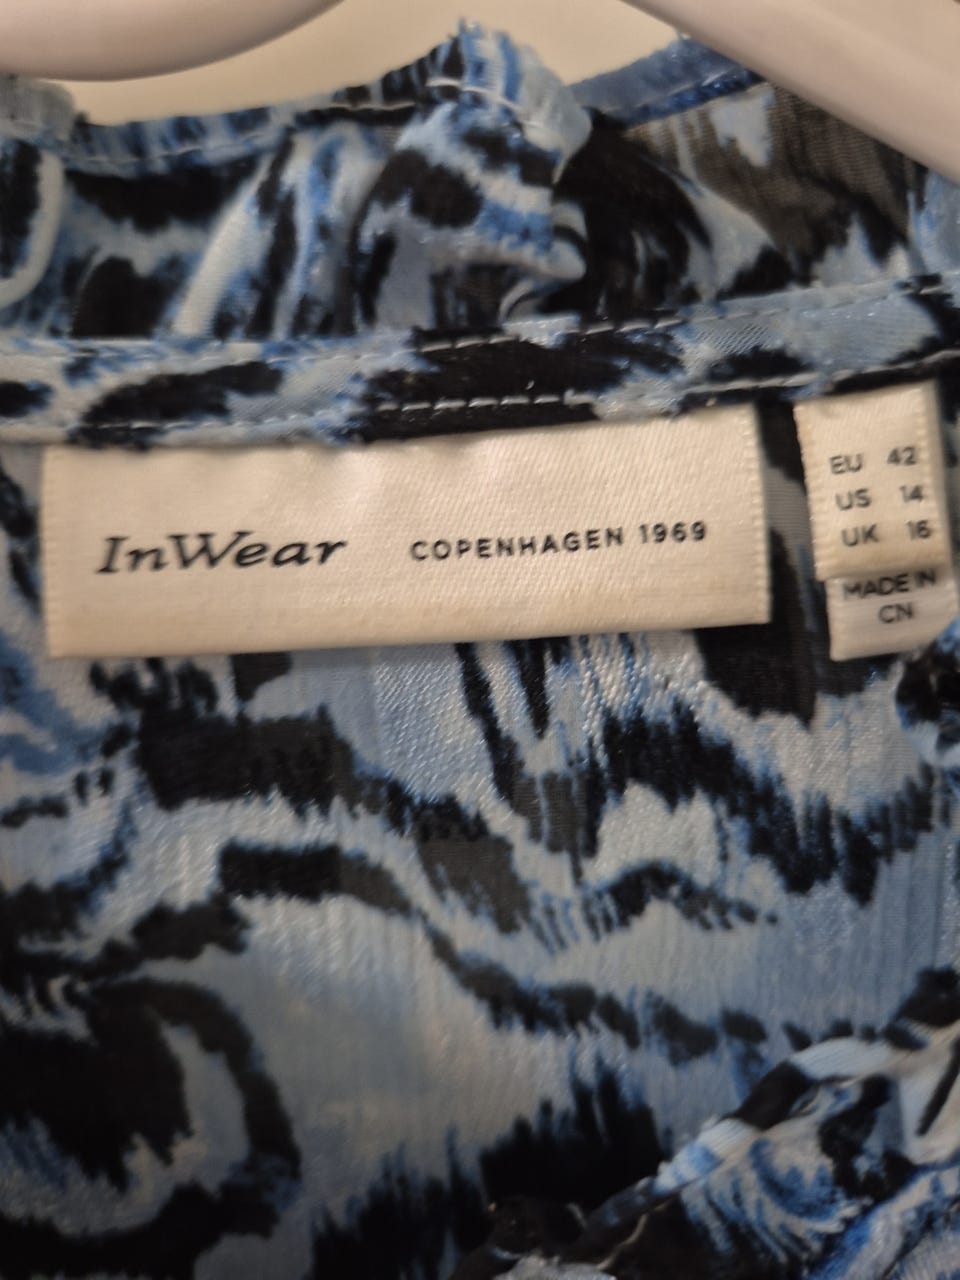 InWear COPENHAGEN 1969
EU 42
US 14
UK 16
MADE IN
CN